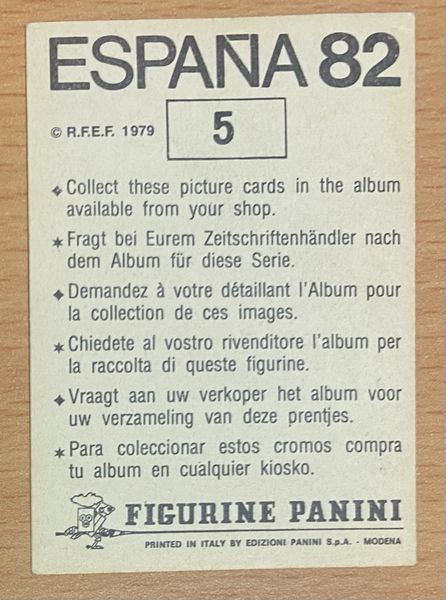 ESPAÑA 82
© R.F.E.F. 1979
5
Collect these picture cards in the album
available from your shop.
Fragt bei Eurem Zeitschriftenhändler nach
dem Album für diese Serie.
Demandez à votre détaillant l'Album pour
la collection de ces images.
Chiedete al vostro rivenditore l'album per
la raccolta di queste figurine.
Vraagt aan uw verkoper het album voor
uw verzameling van deze prentjes.
Para coleccionar estos cromos compra
tu album en cualquier kiosko.
FIGURINE PANINI
PRINTED IN ITALY BY EDIZIONI PANINI S.p.A. - MODENA